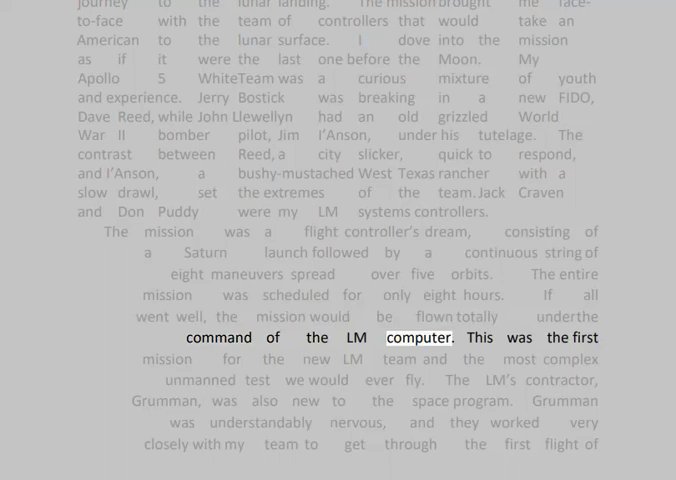 journey to the lunar landing. The mission brought me face-
to-face with the team of controllers that would take an
American to the lunar surface. I dove into the mission
as if it were the last one before the Moon. My
Apollo 5 White Team was a curious mixture of youth
and experience. Jerry Bostick was breaking in a new FIDO,
Dave Reed, while John Llewellyn had an old grizzled World
War II bomber pilot, Jim I'Anson, under his tutelage. The
contrast between Reed, a city slicker, quick to respond,
and I'Anson, a bushy-mustached West Texas rancher with a
slow drawl, set the extremes of the team. Jack Craven
and Don Puddy were my LM systems controllers.
The mission was a flight controller's dream, consisting of
a Saturn launch followed by a continuous string of
eight maneuvers spread over five orbits. The entire
mission was scheduled for only eight hours. If all
went well, the mission would be flown totally under the
command of the LM computer. This was the first
mission for the new LM team and the most complex
unmanned test we would ever fly. The LM's contractor,
Grumman, was also new to the space program. Grumman
was understandably nervous, and they worked very
closely with my team to get through the first flight of